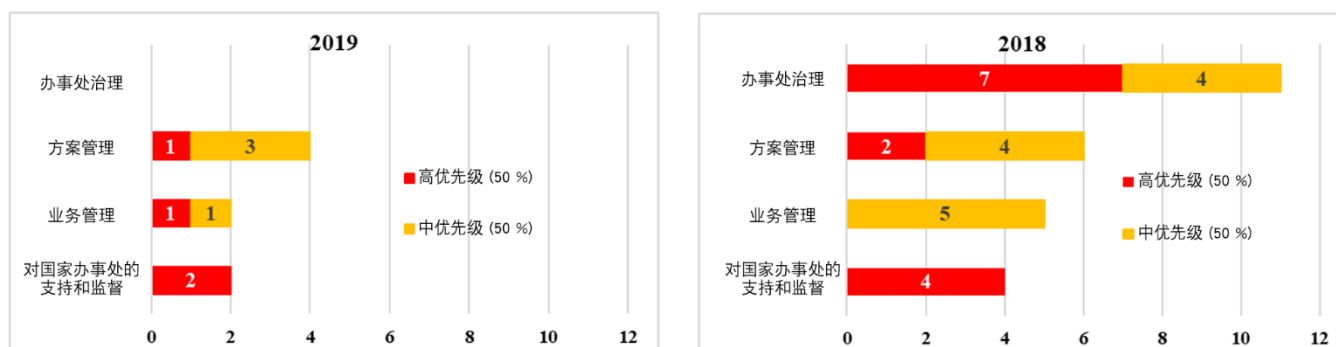 2019
办事处治理
方案管理
1
3
业务管理
1
1
对国家办事处的
支持和监督
2
高优先级 (50 %)
中优先级 (50 %)
0 2 4 6 8 10 12
2018
办事处治理
7
4
方案管理
2
4
业务管理
5
对国家办事处的
支持和监督
4
高优先级 (50 %)
中优先级 (50 %)
0 2 4 6 8 10 12